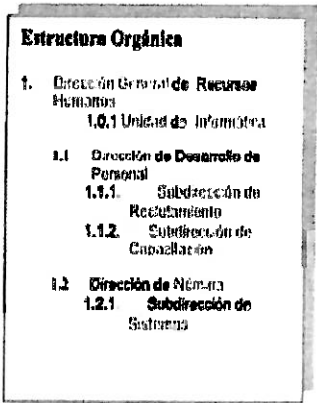 Estructura Orgánica
1. Dirección General de Recursos
Humanos
1.0.1 Unidad de Informática
1.1 Dirección de Desarrollo de
Personal
1.1.1. Subdirección de
Reclutamiento
1.1.2. Subdirección de
Capacitación
1.2 Dirección de Nómina
1.2.1 Subdirección de
Sistemas